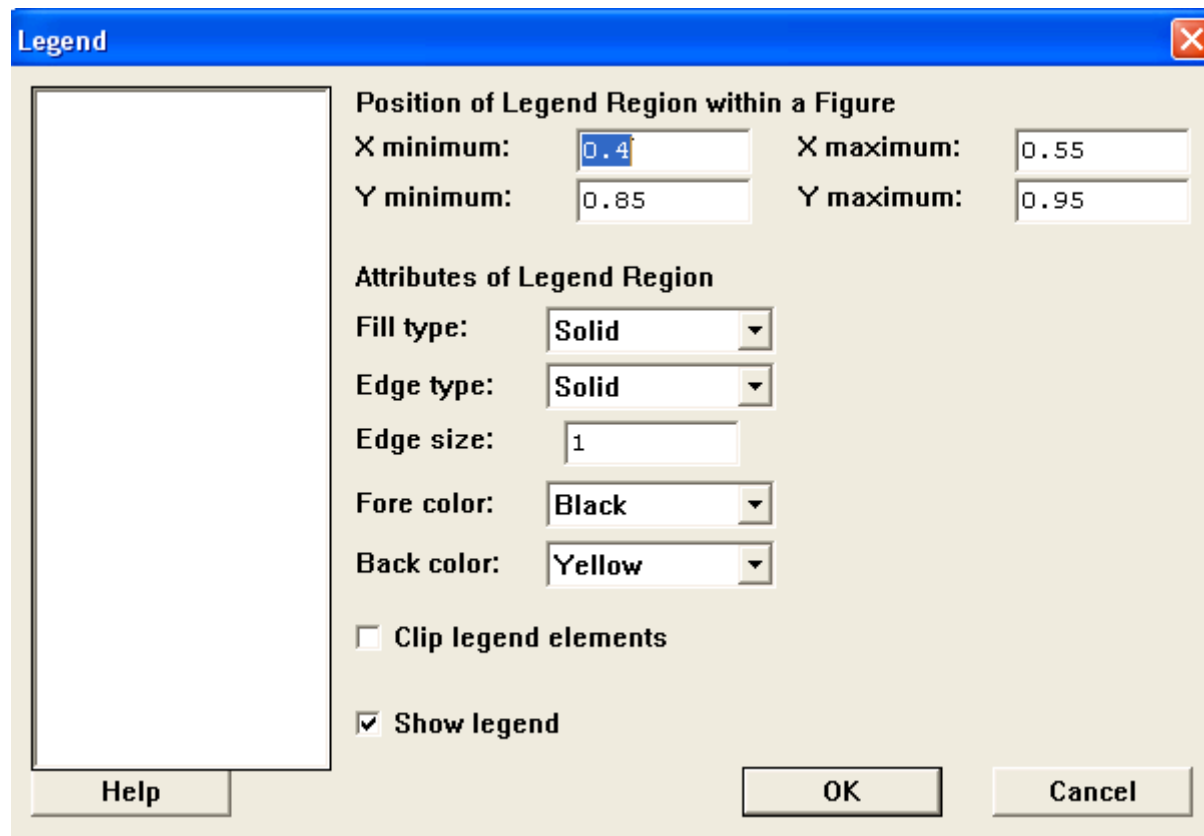 Legend
Position of Legend Region within a Figure
X minimum: 0.4 X maximum: 0.55
Y minimum: 0.85 Y maximum: 0.95
Attributes of Legend Region
Fill type: Solid
Edge type: Solid
Edge size: 1
Fore color: Black
Back color: Yellow
Clip legend elements
Show legend
Help OK Cancel